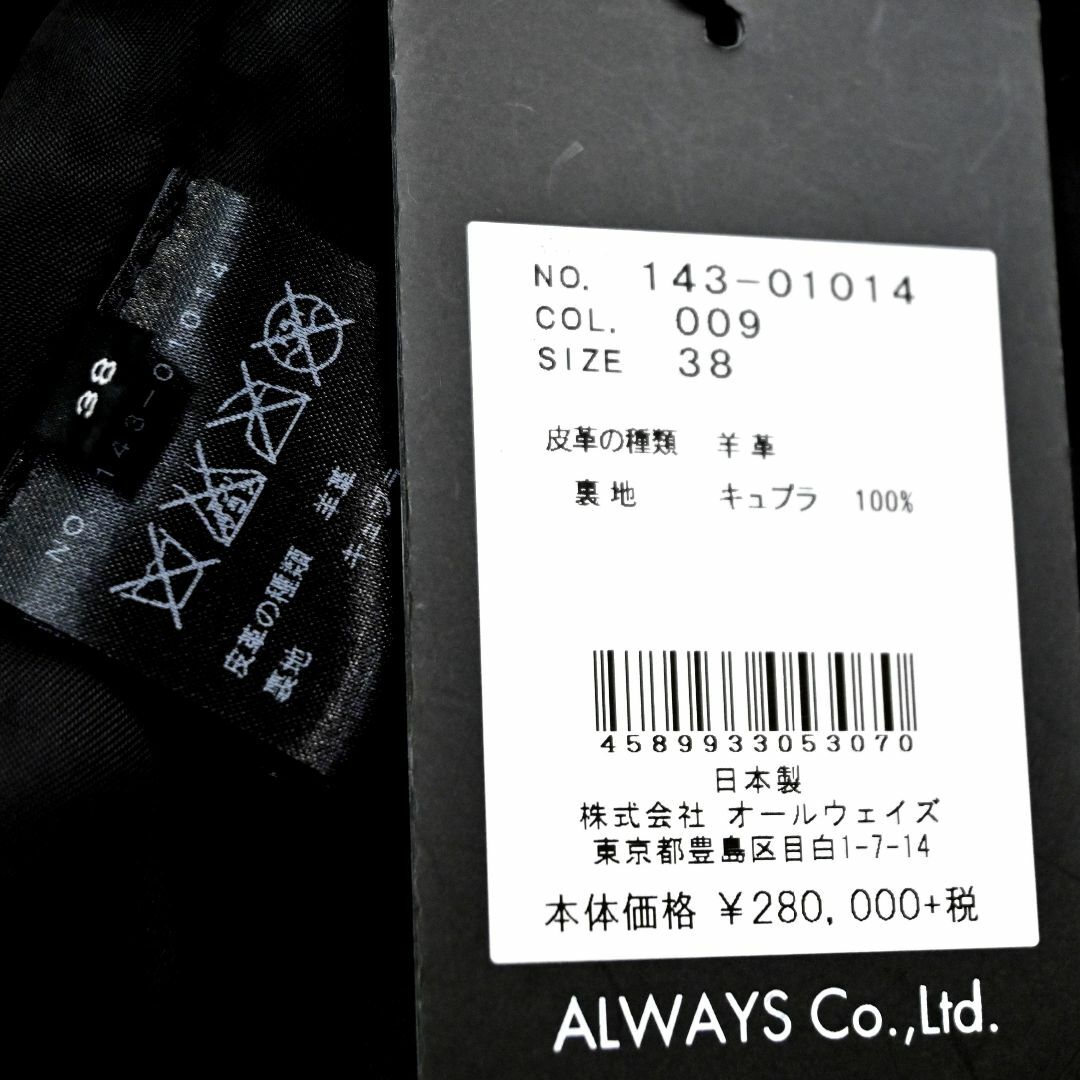 NO 143-01014
38
皮革の種類 羊革
裏地 キュプラ
NO. 143-01014
COL. 009
SIZE 38
皮革の種類 羊革
裏地 キュプラ 100%
4589933053070
日本製
株式会社 オールウェイズ
東京都豊島区目白1-7-14
本体価格 ¥280,000+税
ALWAYS Co.,Ltd.